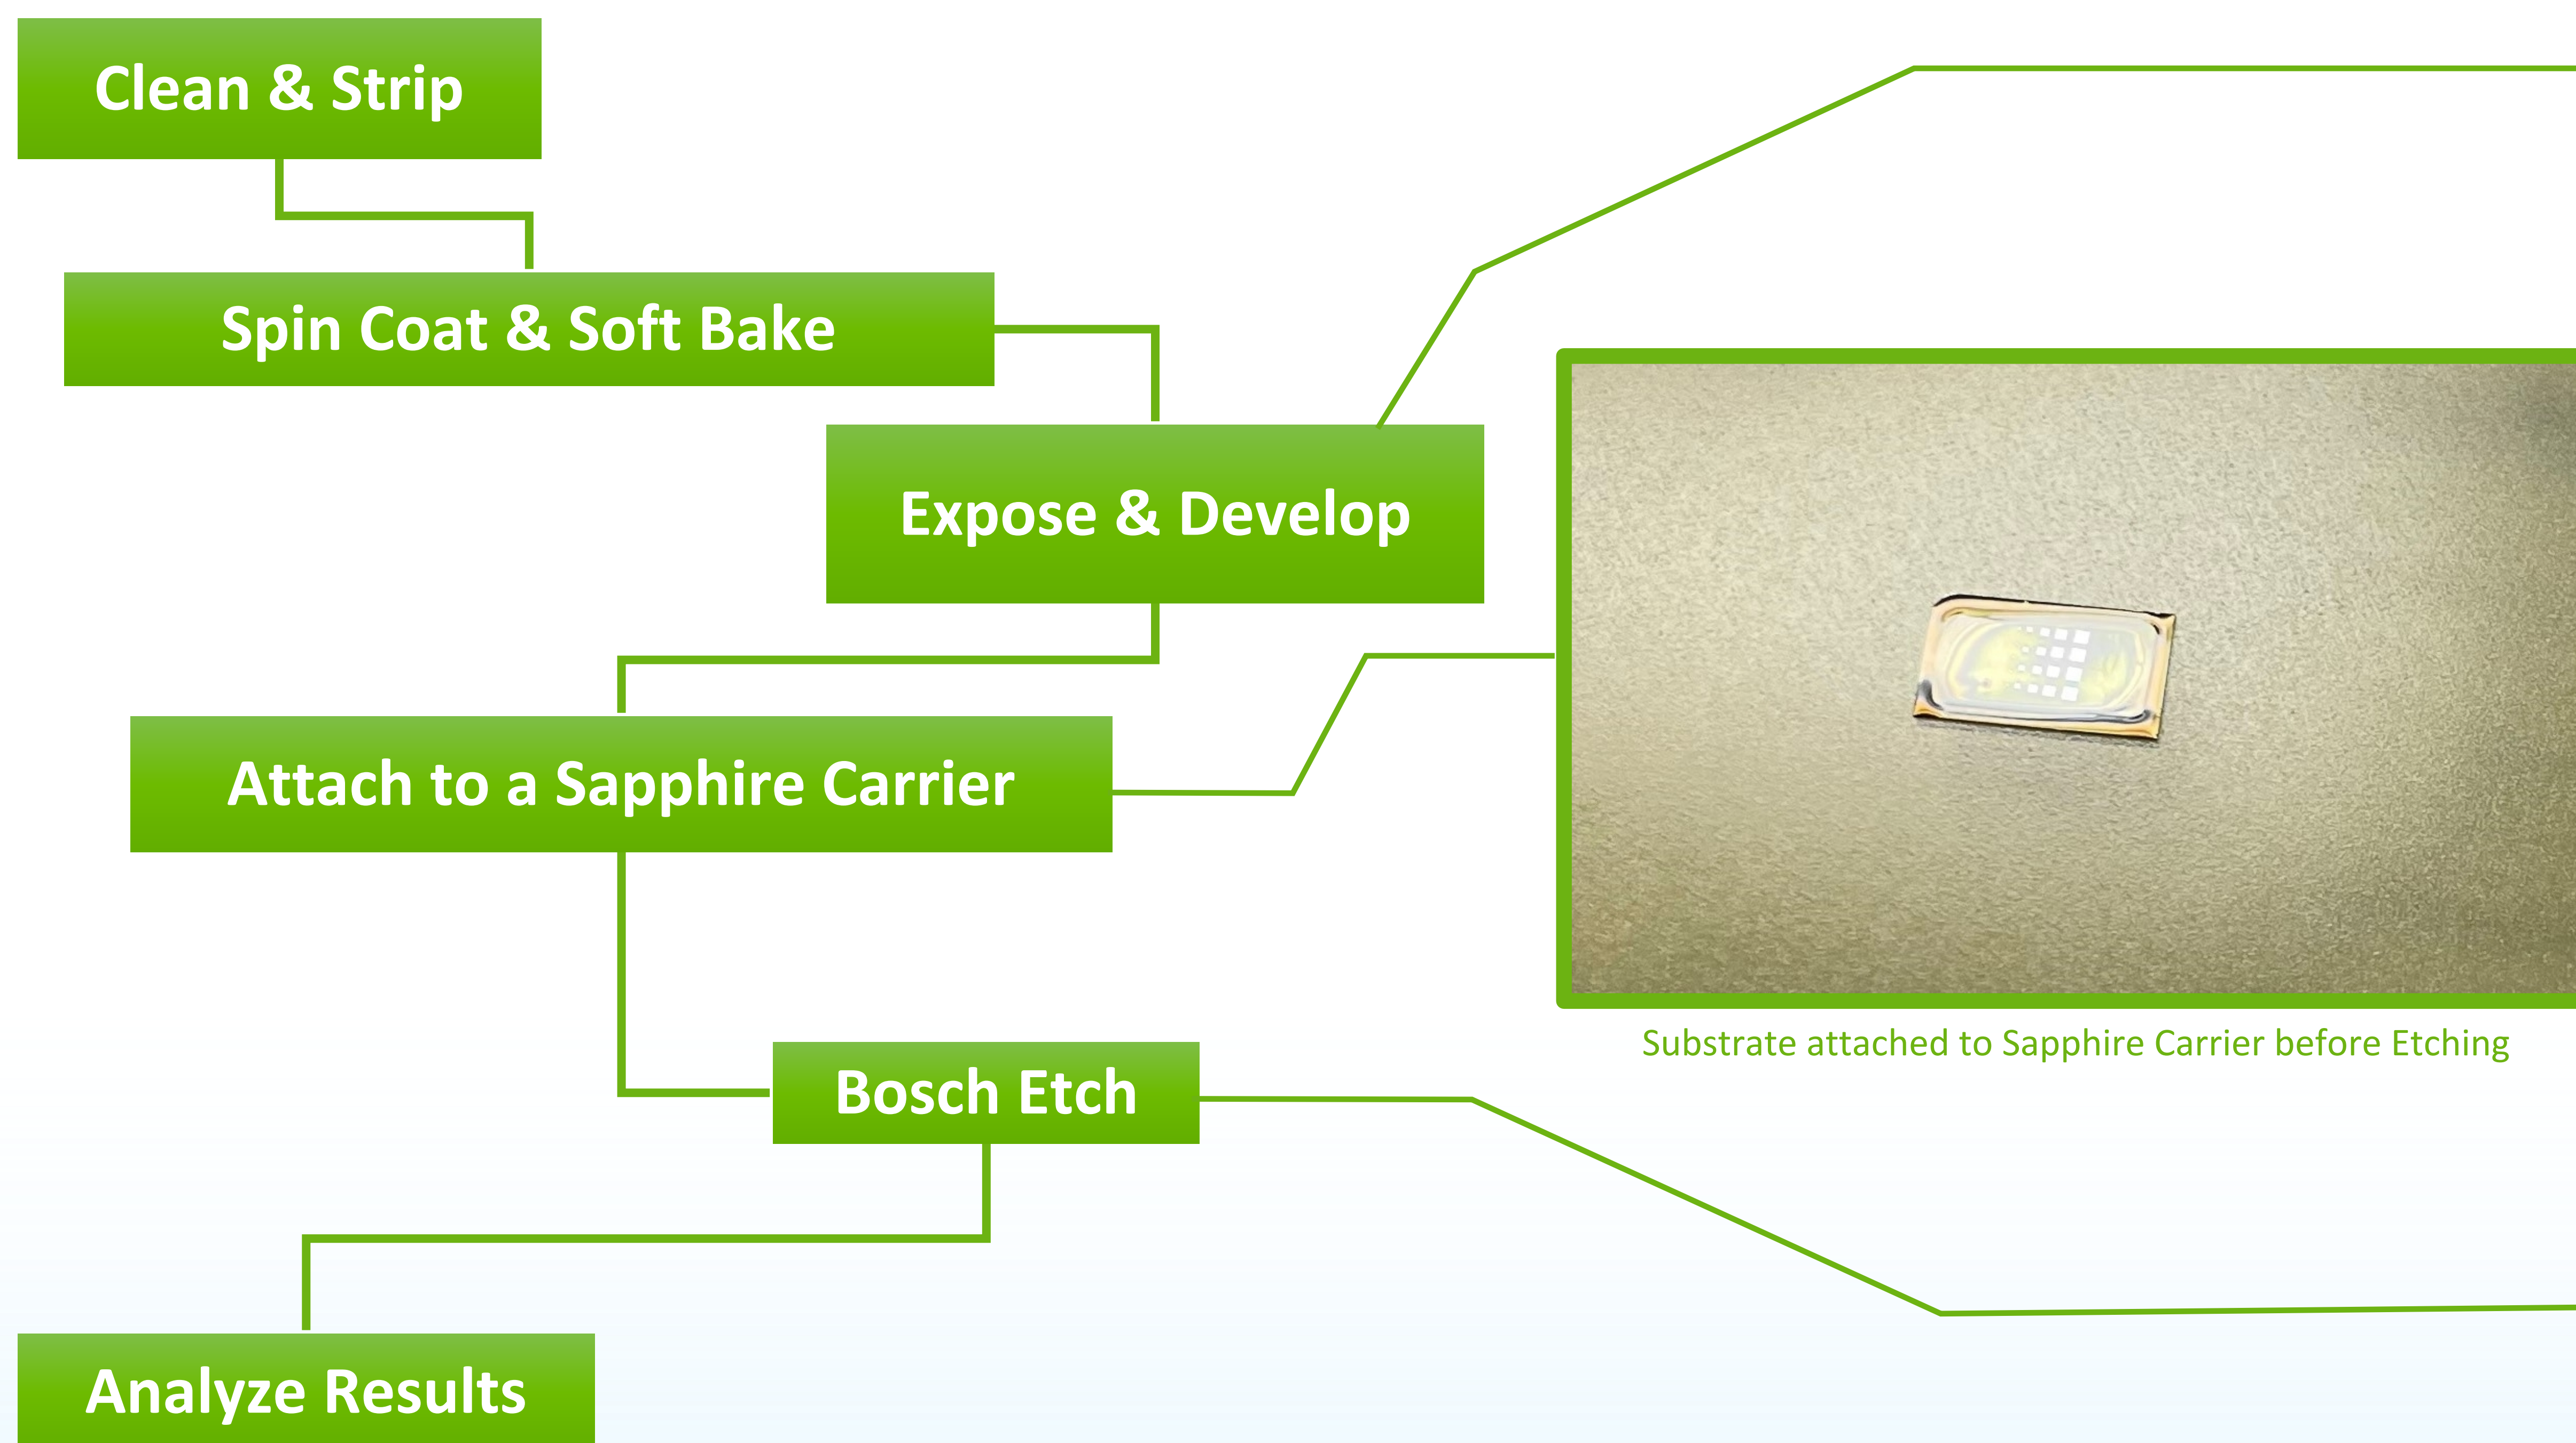 Clean & Strip
Spin Coat & Soft Bake
Expose & Develop
Attach to a Sapphire Carrier
Substrate attached to Sapphire Carrier before Etching
Bosch Etch
Analyze Results